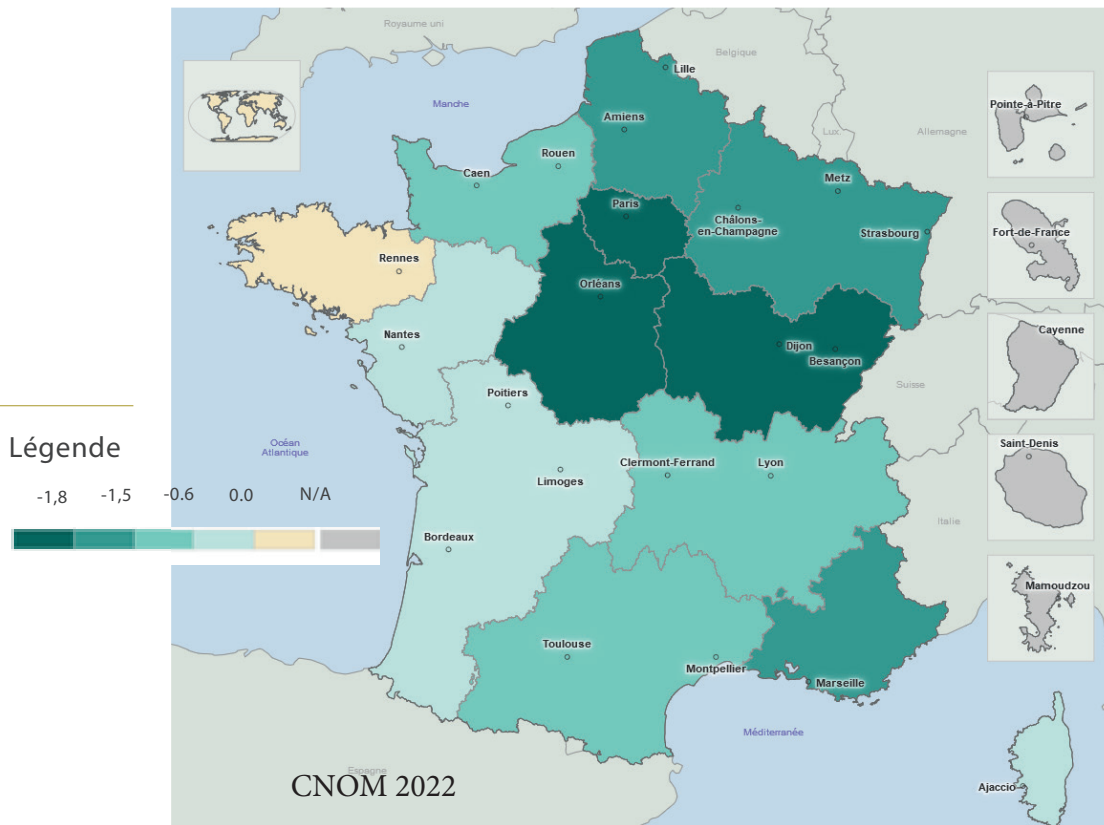 Royaume uni
Belgique
Lille
Manche
Pointe-à-Pitre
Amiens
Lux.
Allemagne
Rouen
Caen
Metz
Paris
Châlons-
en-Champagne
Strasbourg
Fort-de-France
Rennes
Orléans
Cayenne
Nantes
Dijon
Besançon
Suisse
Poitiers
Légende
Océan
Atlantique
Saint-Denis
Clermont-Ferrand
Lyon
Limoges
-1,8 -1,5 -0.6 0.0 N/A
Italie
Bordeaux
Mamoudzou
Toulouse
Montpellier
Marseille
Méditerranée
Espagne
CNOM 2022
Ajaccio